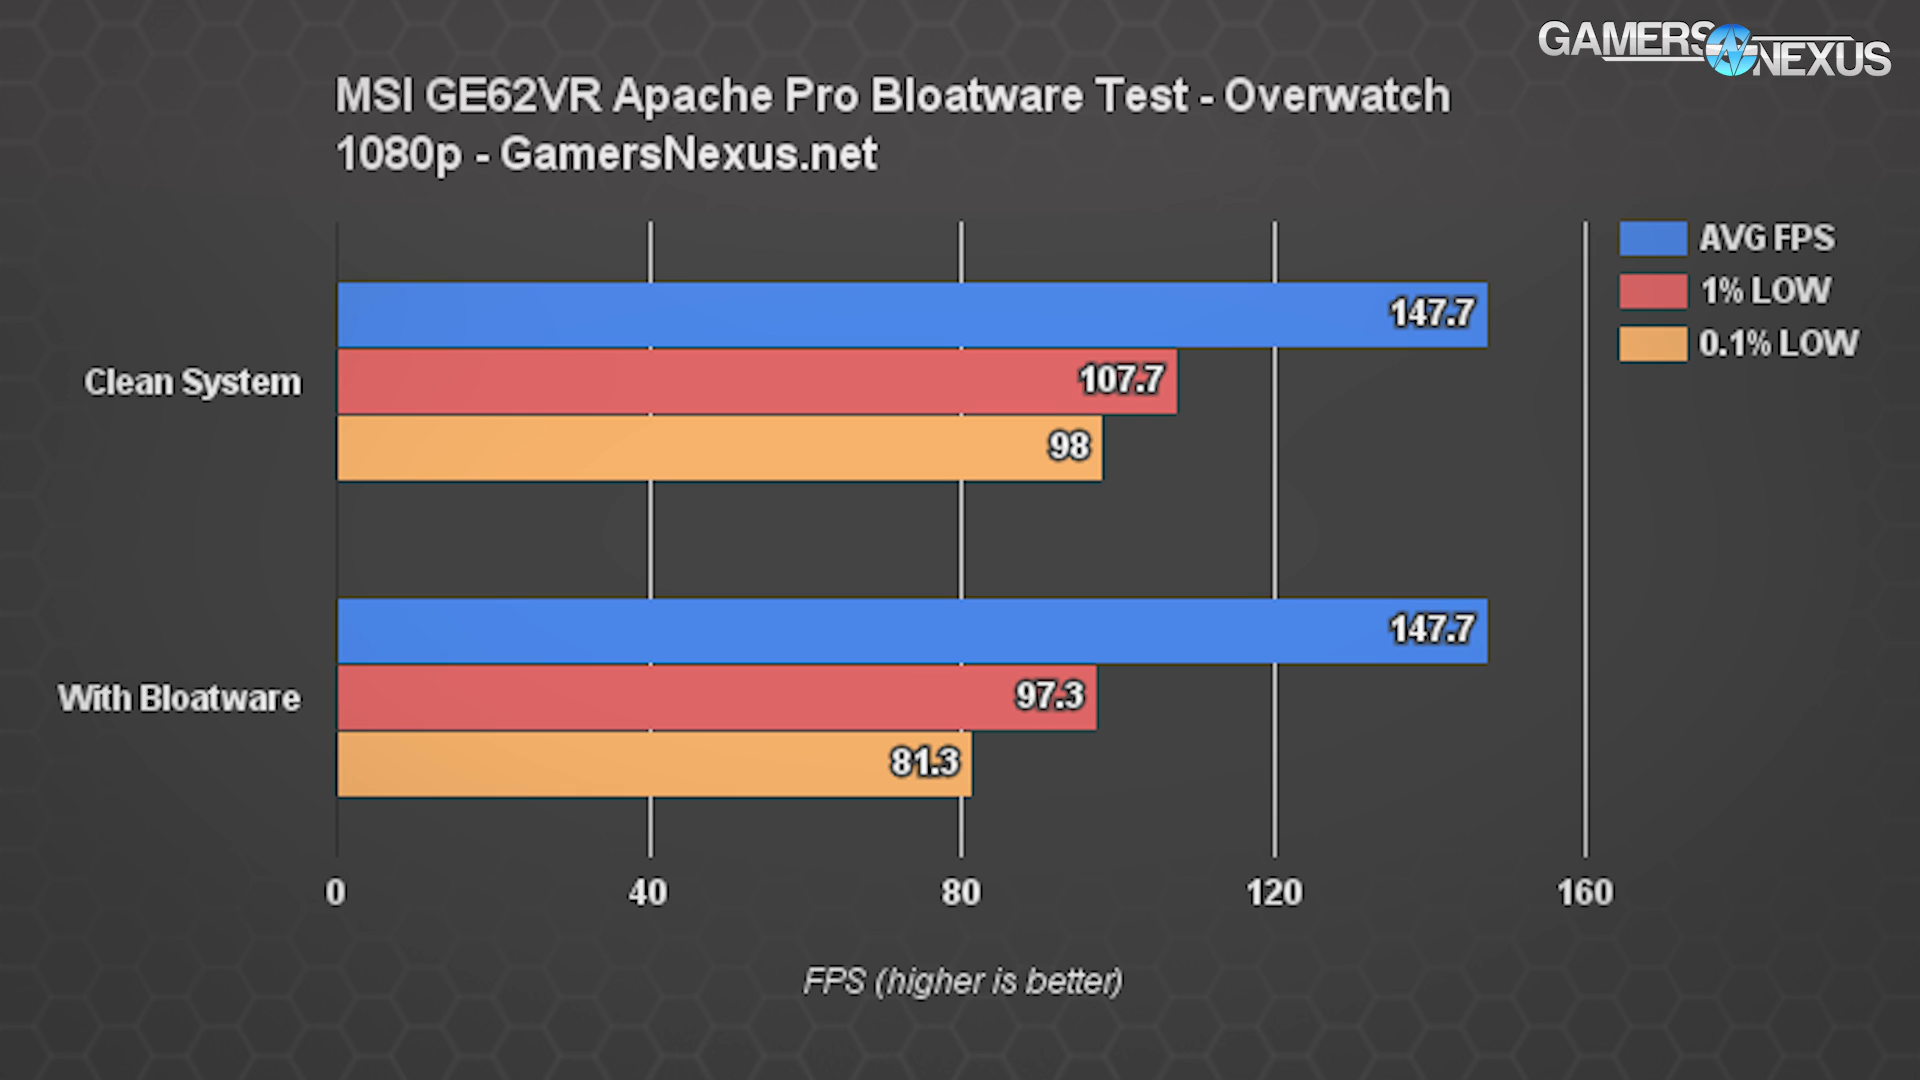 GAMERS NEXUS
MSI GE62VR Apache Pro Bloatware Test - Overwatch
1080p - GamersNexus.net
AVG FPS
1% LOW
0.1% LOW
Clean System
147.7
107.7
98
With Bloatware
147.7
97.3
81.3
0 40 80 120 160
FPS (higher is better)